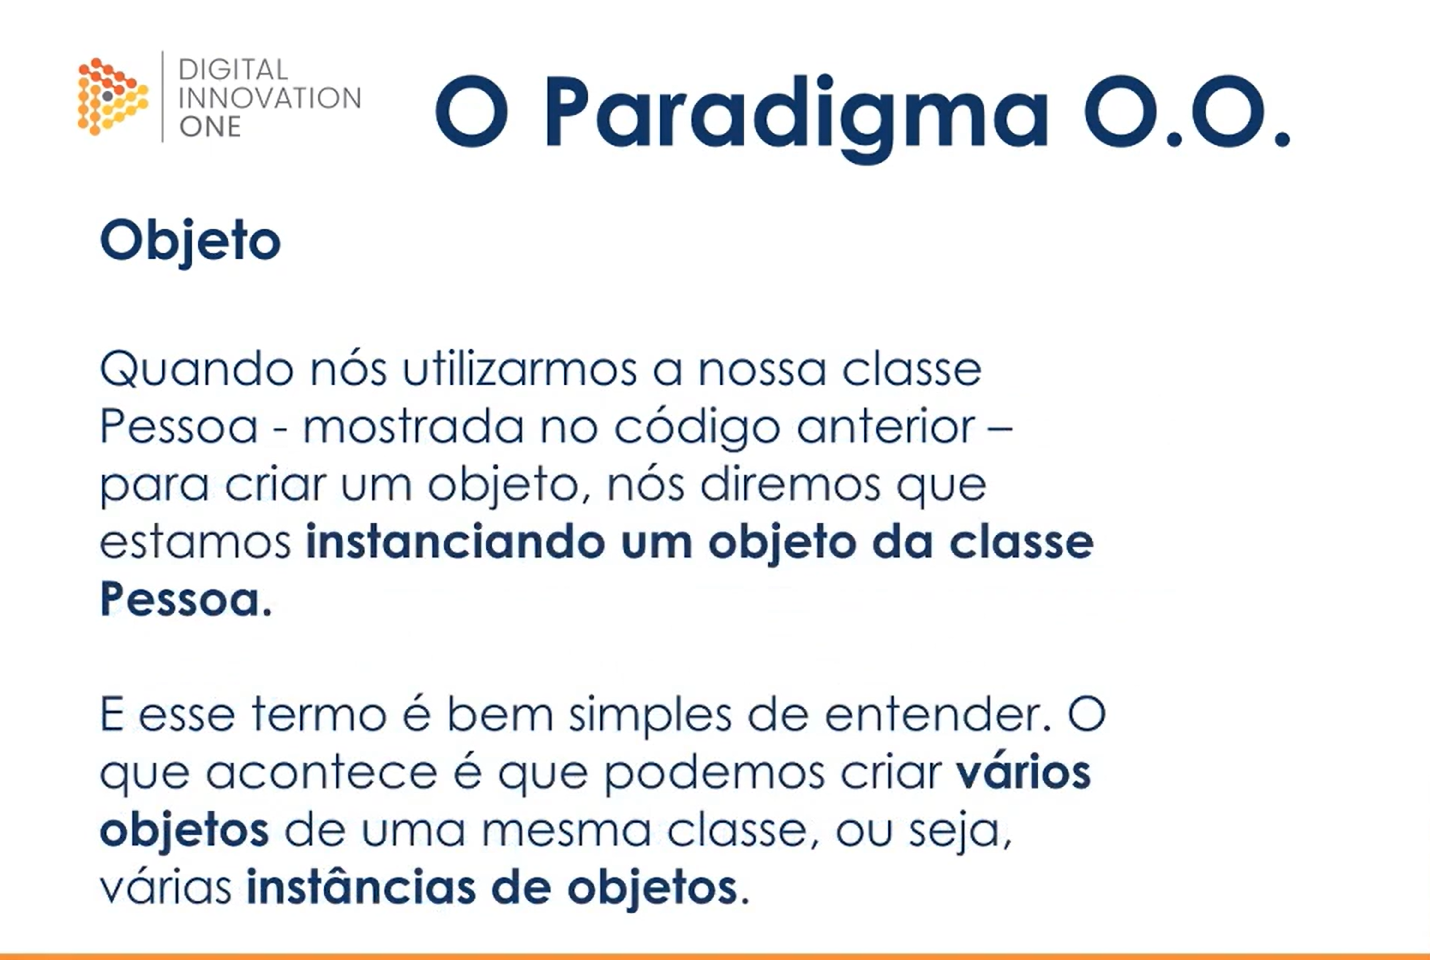 DIGITAL
INNOVATION
ONE
O Paradigma O.O.
Objeto
Quando nós utilizarmos a nossa classe
Pessoa - mostrada no código anterior –
para criar um objeto, nós diremos que
estamos instanciando um objeto da classe
Pessoa.
E esse termo é bem simples de entender. O
que acontece é que podemos criar vários
objetos de uma mesma classe, ou seja,
várias instâncias de objetos.